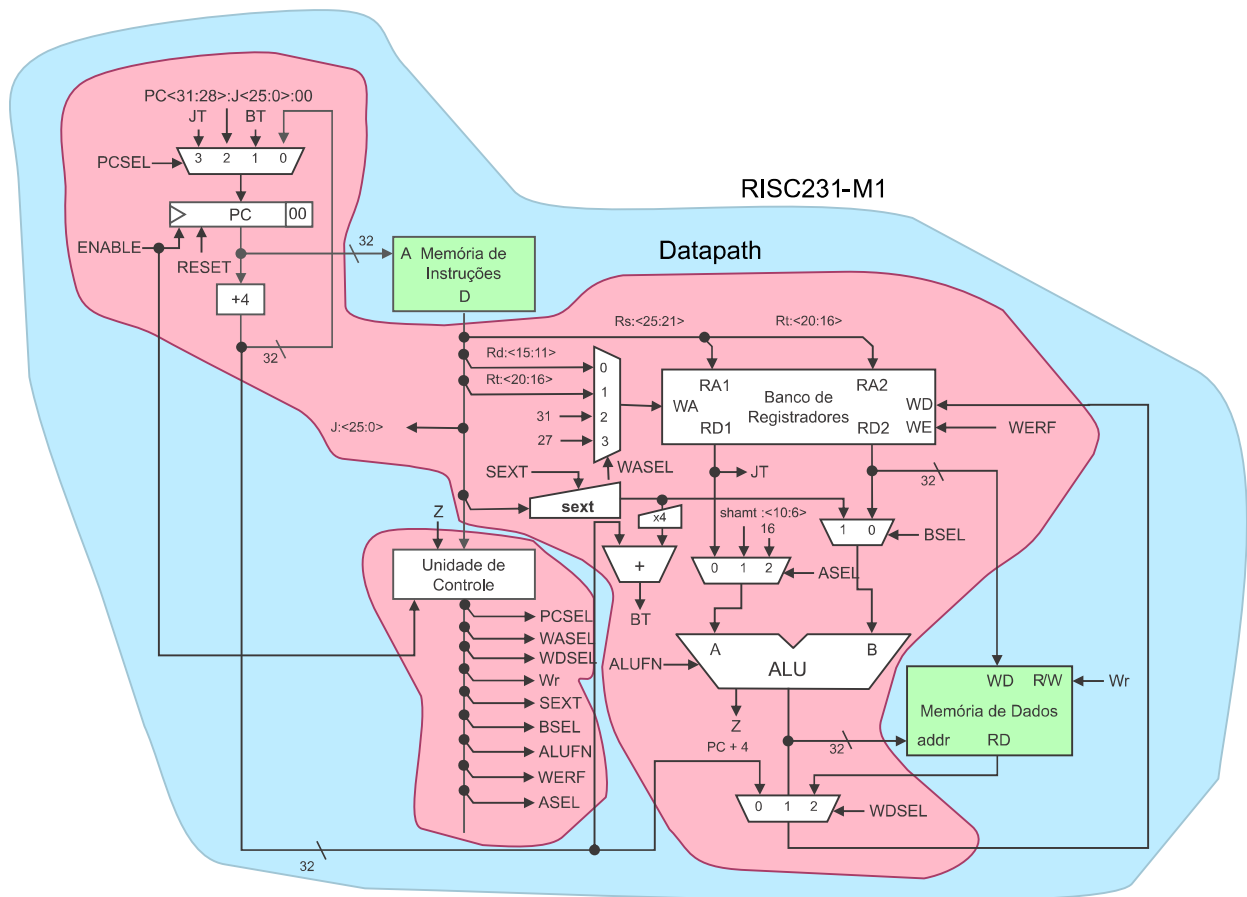 PC<31:28>:J<25:0>:00
JT
BT
PCSEL
3 2 1 0
PC
00
ENABLE
RESET
32
+4
32
RISC231-M1
Datapath
A Memória de
Instruções
D
Rs:<25:21>
Rt:<20:16>
Rd:<15:11>
Rt:<20:16>
31
27
0
1
2
3
WASEL
J:<25:0>
RA1
RA2
WA
Banco de
Registradores
WD
RD1
RD2
WE
WERF
JT
32
SEXT
sext
x4
shamt :<10:6>
16
1 0
BSEL
+
BT
0 1 2
ASEL
Z
Unidade de
Controle
PCSEL
WASEL
WDSEL
Wr
SEXT
BSEL
ALUFN
WERF
ASEL
ALUFN
A
B
ALU
Z
PC + 4
32
WD R/W
Wr
Memória de Dados
addr
RD
0 1 2
WDSEL
32